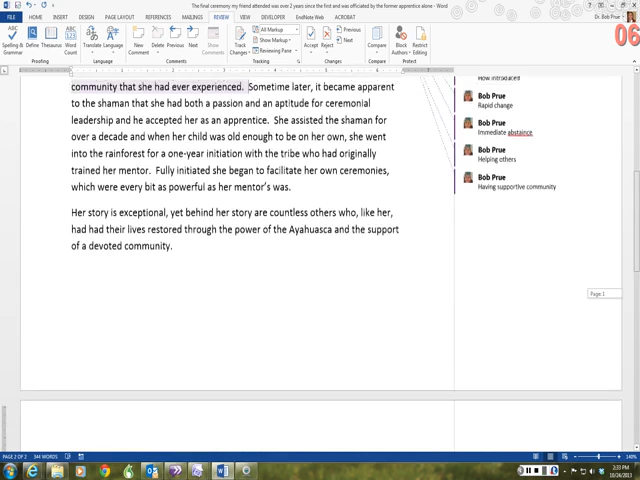 The final ceremony my friend attended was over 2 years since the first and was officiated by the former apprentice alone - Word
FILE HOME INSERT DESIGN PAGE LAYOUT REFERENCES MAILINGS REVIEW VIEW DEVELOPER EndNote Web ACROBAT
Dr. Bob Prue
06
Spelling & Grammar
Define
Thesaurus
Word Count
Translate
Language
New Comment
Delete
Previous
Next
Track Changes
All Markup
Show Markup
Reviewing Pane
Accept
Reject
Previous
Next
Compare
Block Authors
Restrict Editing
Proofing
Language
Comments
Tracking
Changes
Compare
Protect
community that she had ever experienced. Sometime later, it became apparent
to the shaman that she had both a passion and an aptitude for ceremonial
leadership and he accepted her as an apprentice. She assisted the shaman for
over a decade and when her child was old enough to be on her own, she went
into the rainforest for a one-year initiation with the tribe who had originally
trained her mentor. Fully initiated she began to facilitate her own ceremonies,
which were every bit as powerful as her mentor's was.
Her story is exceptional, yet behind her story are countless others who, like her,
had had their lives restored through the power of the Ayahuasca and the support
of a devoted community.
How introduced
Bob Prue
Rapid change
Bob Prue
Immediate abstaince
Bob Prue
Helping others
Bob Prue
Having supportive community
Page: 1
PAGE 2 OF 2 344 WORDS
140%
2:33 PM
10/24/2013